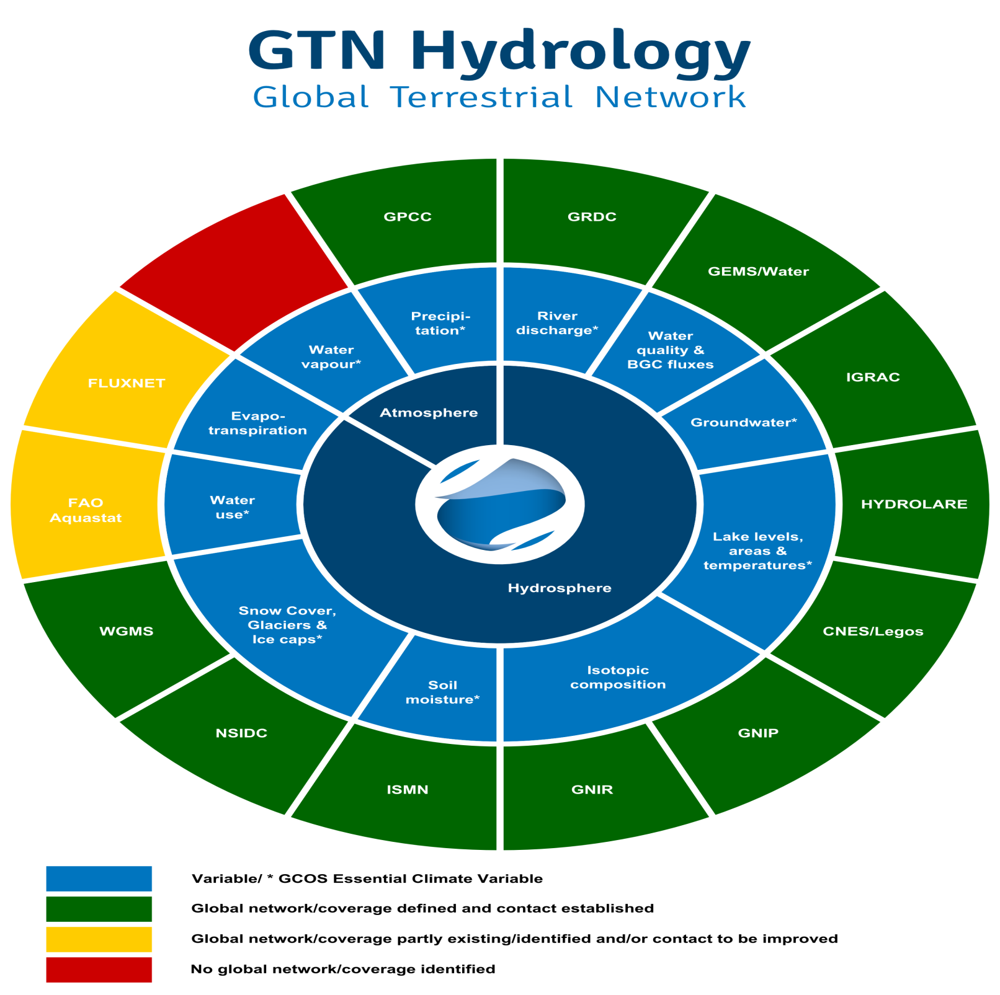 GTN Hydrology
Global Terrestrial Network
GPCC
GRDC
GEMS/Water
IGRAC
HYDROLARE
CNES/Legos
GNIP
GNIR
ISMN
NSIDC
WGMS
FAO
Aquastat
FLUXNET
Precipi-
tation*
River
discharge*
Water
quality &
BGC fluxes
Groundwater*
Lake levels,
areas &
temperatures*
Isotopic
composition
Soil
moisture*
Snow Cover,
Glaciers &
Ice caps*
Water
use*
Evapo-
transpiration
Water
vapour*
Atmosphere
Hydrosphere
Variable/ * GCOS Essential Climate Variable
Global network/coverage defined and contact established
Global network/coverage partly existing/identified and/or contact to be improved
No global network/coverage identified